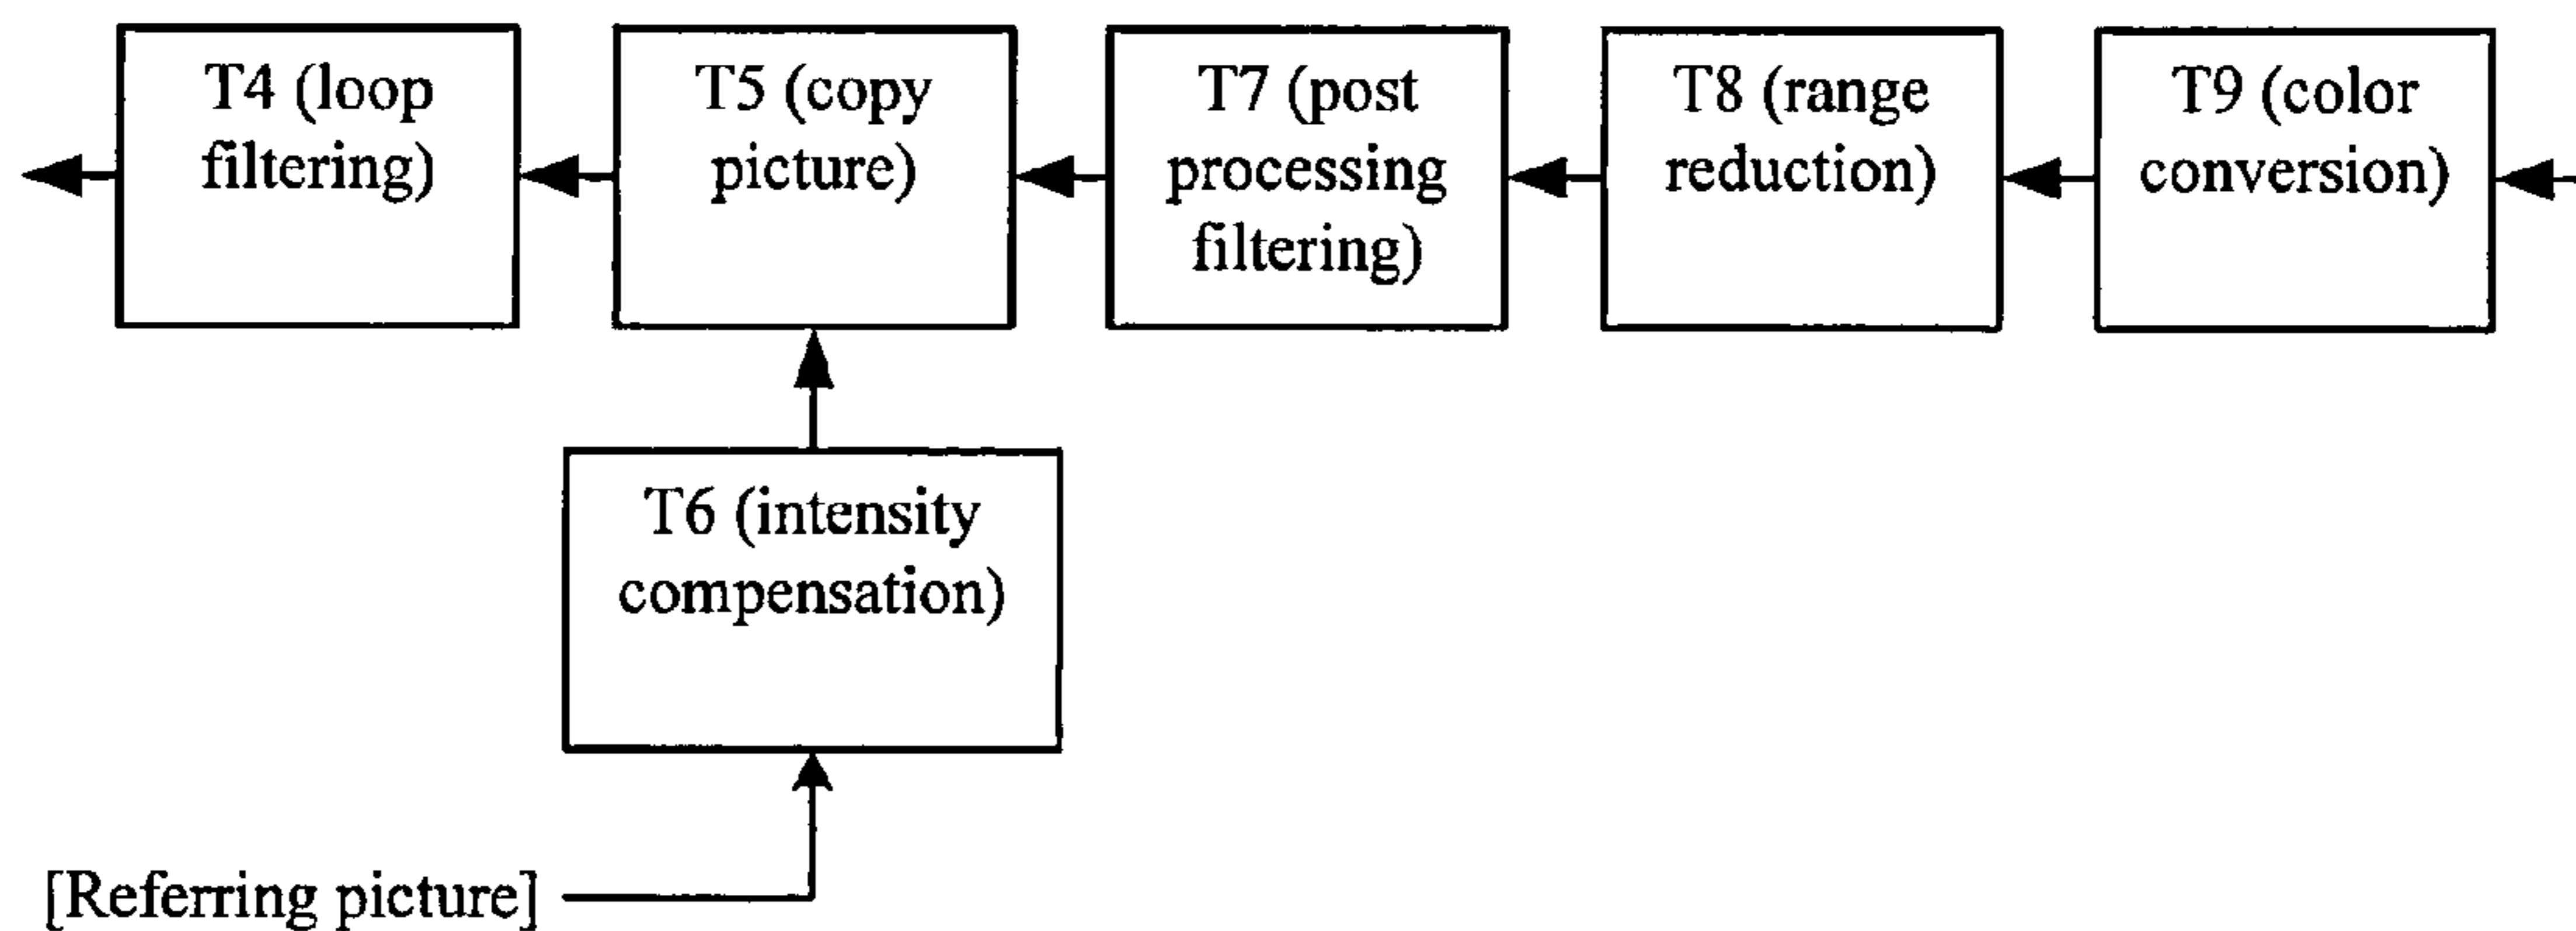 T4 (loop
filtering)
T5 (copy
picture)
T7 (post
processing
filtering)
T8 (range
reduction)
T9 (color
conversion)
T6 (intensity
compensation)
[Referring picture]